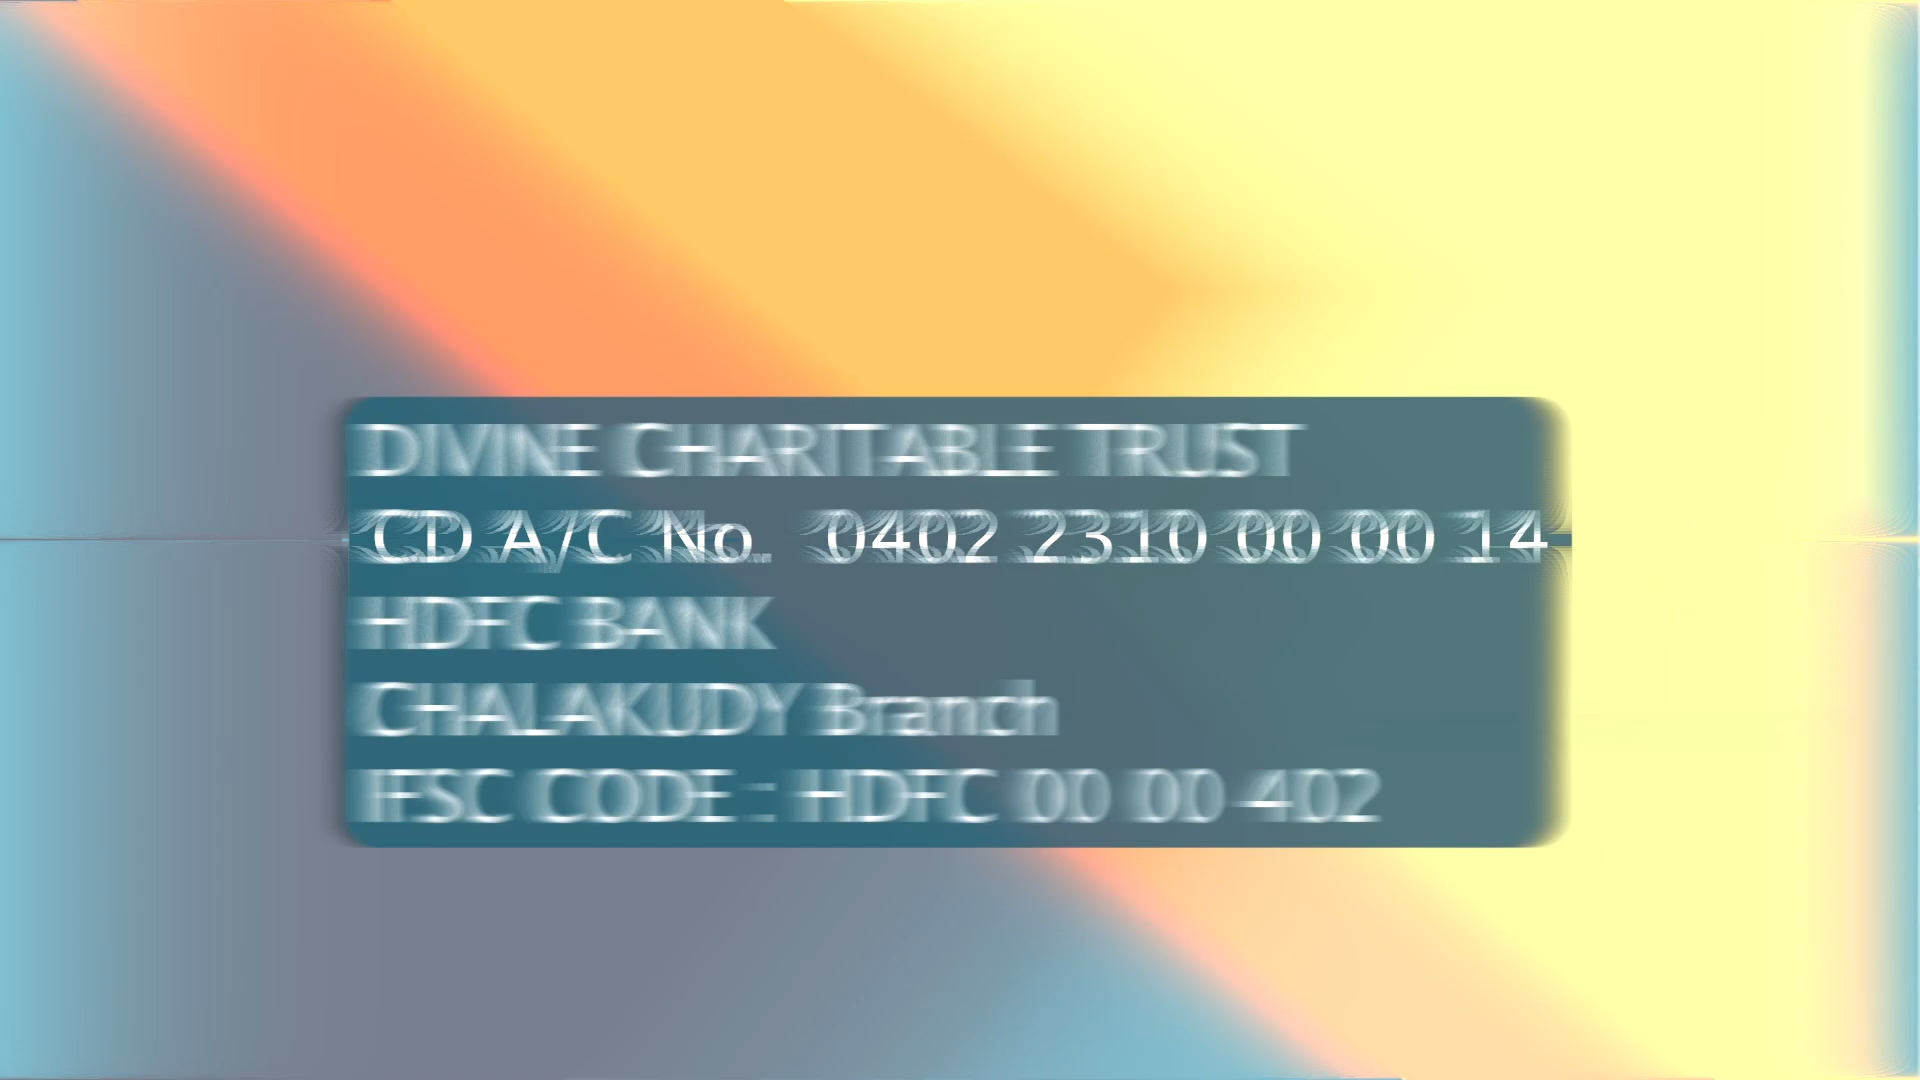 DIVINE CHARITABLE TRUST
CD A/C No. 0402 2310 00 00 14
HDFC BANK
CHALAKUDY Branch
IFSC CODE : HDFC 00 00 402